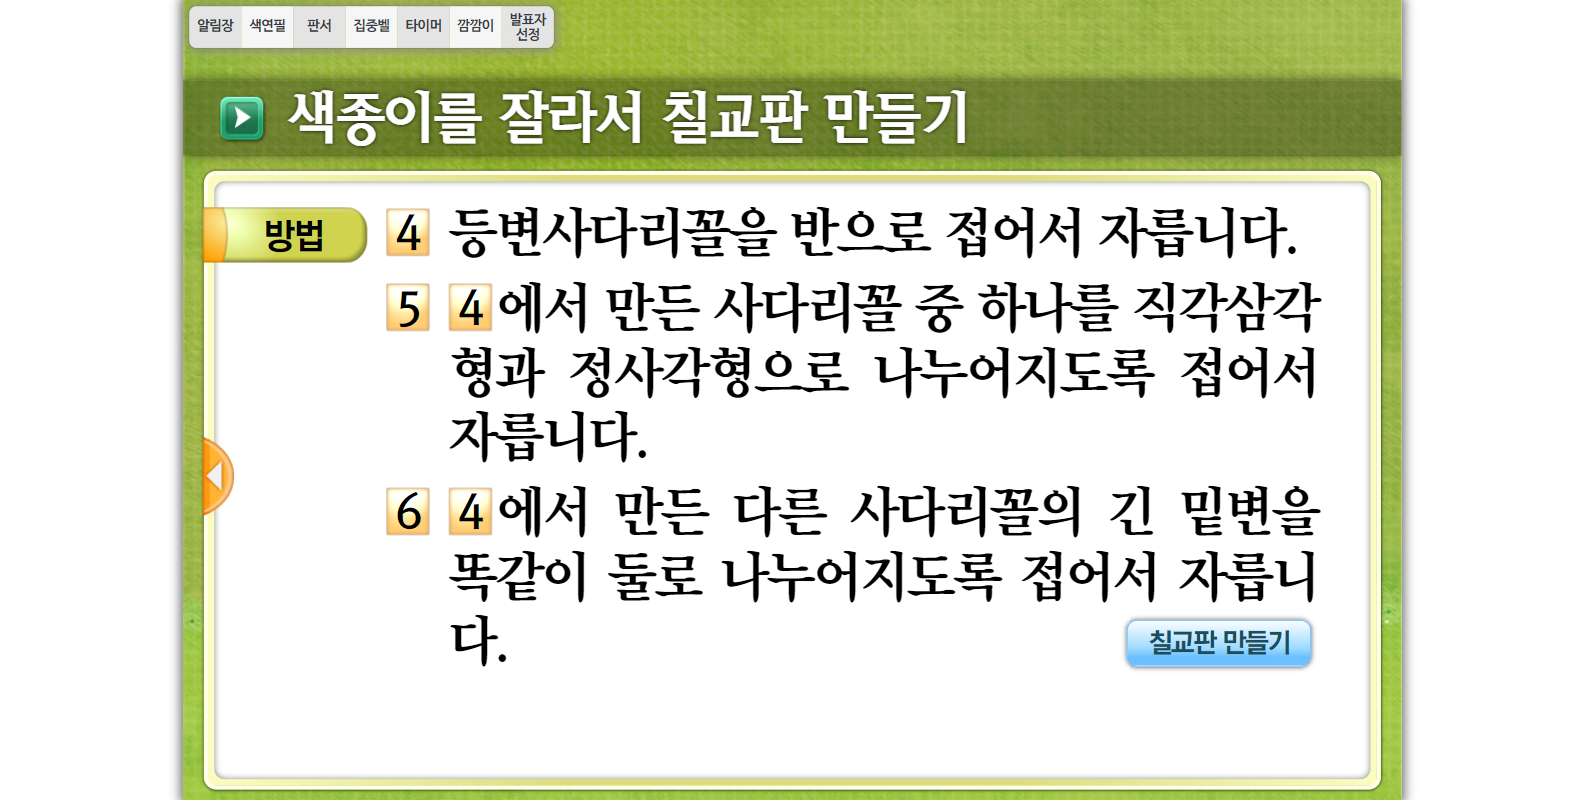 알림장 색연필 판서 집중벨 타이머 깜깜이 발표자
선정
색종이를 잘라서 칠교판 만들기
방법 4 등변사다리꼴을 반으로 접어서 자릅니다.
5 4에서 만든 사다리꼴 중 하나를 직각삼각
형과 정사각형으로 나누어지도록 접어서
자릅니다.
6 4에서 만든 다른 사다리꼴의 긴 밑변을
똑같이 둘로 나누어지도록 접어서 자릅니
다.
칠교판 만들기